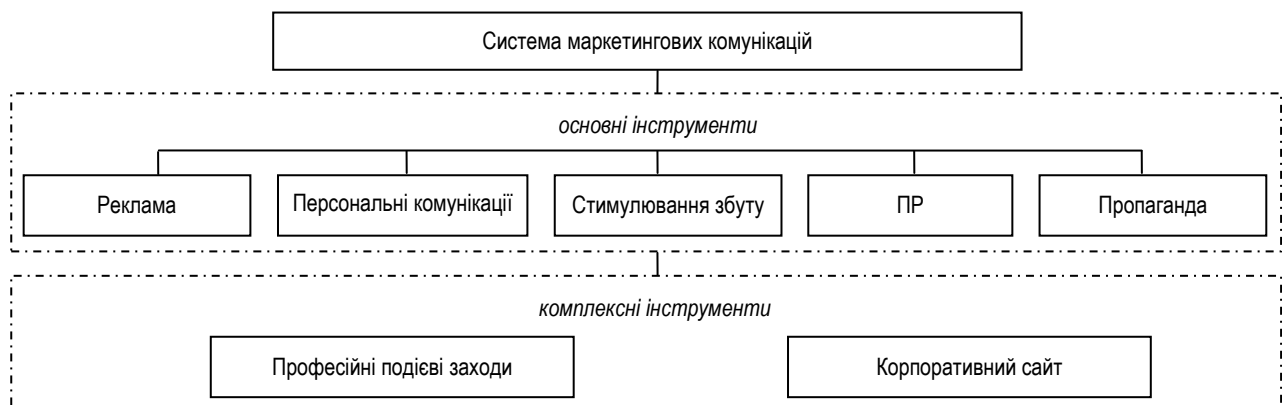 Система маркетингових комунікацій
основні інструменти
Реклама
Персональні комунікації
Стимулювання збуту
ПР
Пропаганда
комплексні інструменти
Професійні подієві заходи
Корпоративний сайт